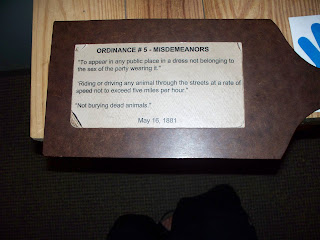 ORDINANCE # 5 - MISDEMEANORS
"To appear in any public place in a dress not belonging to
the sex of the party wearing it."
"Riding or driving any animal through the streets at a rate of
speed not to exceed five miles per hour."
"Not burying dead animals."
May 16, 1881